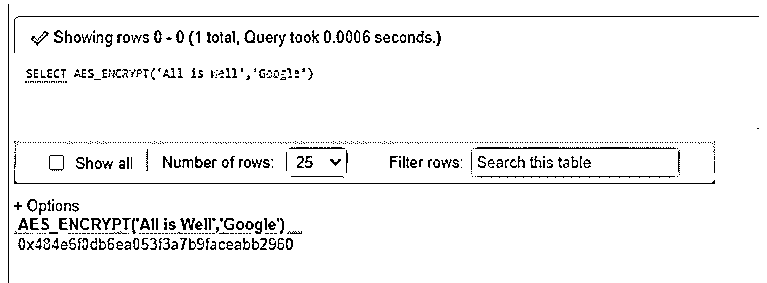 Showing rows 0 - 0 (1 total, Query took 0.0006 seconds.)
SELECT AES_ENCRYPT('All is Well','Google')
Show all Number of rows: 25 Filter rows: Search this table
+ Options
AES_ENCRYPT('All is Well','Google')
0x484e6f0db6ea053f3a7b9faceabb2960